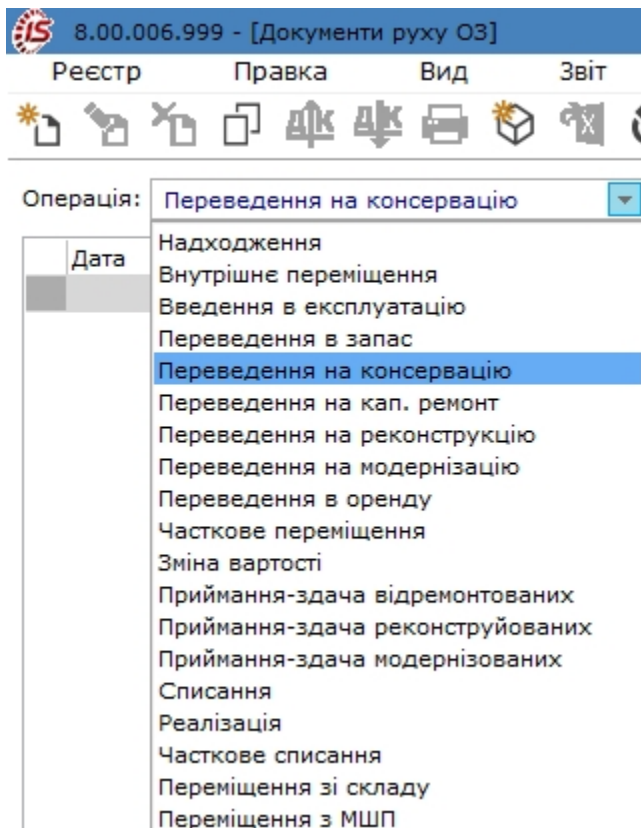 IS 8.00.006.999 - [Документи руху ОЗ]
Реєстр Правка Вид Звіт
ДК ДК
Операція: Переведення на консервацію
Дата
Надходження
Внутрішнє переміщення
Введення в експлуатацію
Переведення в запас
Переведення на консервацію
Переведення на кап. ремонт
Переведення на реконструкцію
Переведення на модернізацію
Переведення в оренду
Часткове переміщення
Зміна вартості
Приймання-здача відремонтованих
Приймання-здача реконструйованих
Приймання-здача модернізованих
Списання
Реалізація
Часткове списання
Переміщення зі складу
Переміщення з МШП